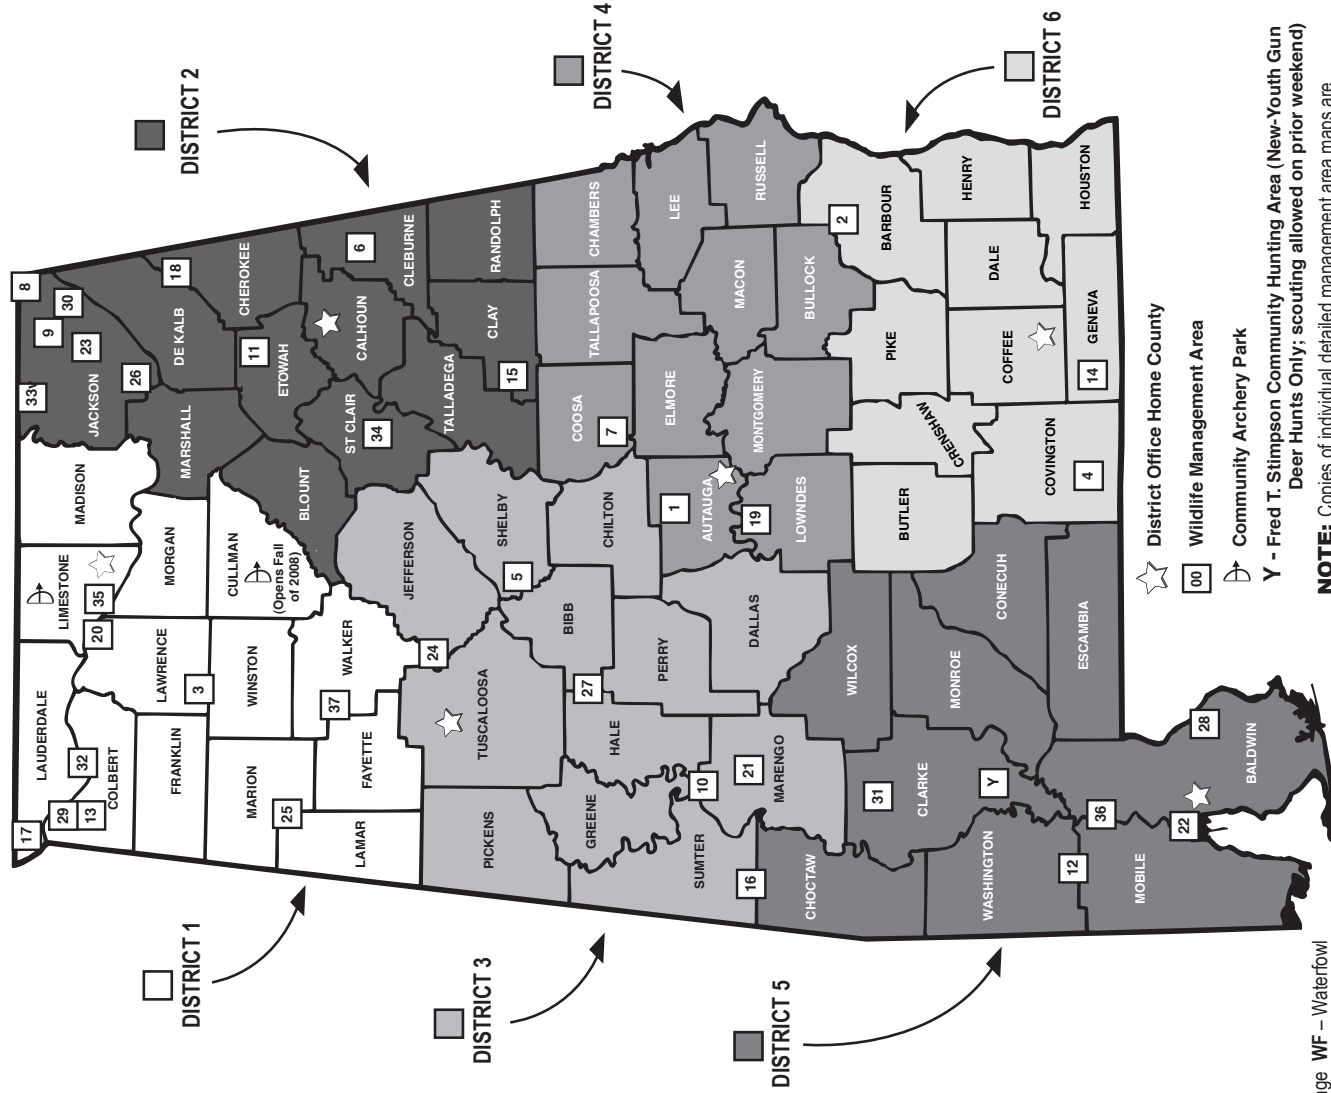 DISTRICT 1
DISTRICT 2
DISTRICT 3
DISTRICT 4
DISTRICT 5
DISTRICT 6
17
LAUDERDALE
29
13
32
COLBERT
LIMESTONE
20
35
MADISON
33
JACKSON
9
23
30
8
26
FRANKLIN
LAWRENCE
3
MORGAN
MARSHALL
DE KALB
18
CHEROKEE
MARION
25
WINSTON
CULLMAN
(Opens Fall
of 2008)
BLOUNT
ETOWAH
11
LAMAR
FAYETTE
37
WALKER
JEFFERSON
24
ST CLAIR
34
CALHOUN
6
CLEBURNE
PICKENS
TUSCALOOSA
SHELBY
5
TALLADEGA
15
CLAY
RANDOLPH
GREENE
HALE
27
BIBB
CHILTON
COOSA
7
TALLAPOOSA
CHAMBERS
SUMTER
10
16
MARENGO
21
PERRY
DALLAS
1
AUTAUGA
19
ELMORE
LEE
RUSSELL
MACON
MONTGOMERY
BULLOCK
LOWNDES
CHOCTAW
WILCOX
BUTLER
CRENSHAW
PIKE
2
BARBOUR
31
CLARKE
Y
MONROE
CONECUH
COVINGTON
4
COFFEE
DALE
HENRY
GENEVA
14
HOUSTON
WASHINGTON
12
36
ESCAMBIA
MOBILE
22
BALDWIN
28
District Office Home County
00
Wildlife Management Area
Community Archery Park
Y - Fred T. Stimpson Community Hunting Area (New-Youth Gun
Deer Hunts Only; scouting allowed on prior weekend)
NOTE: Copies of individual detailed management area maps are
WF – Waterfowl